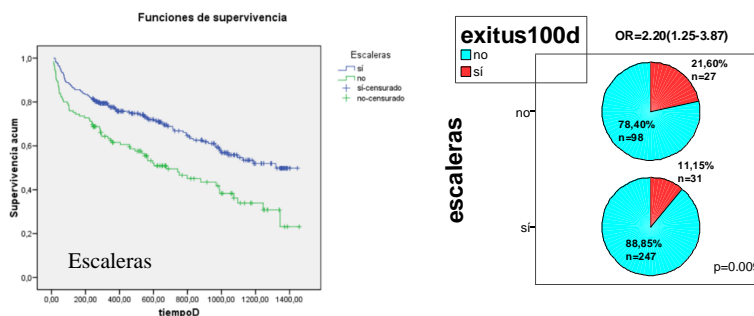 Funciones de supervivencia
Supervivencia acum
1,0
0,8
0,6
0,4
0,2
0,0
0,00
200,00
400,00
600,00
800,00
1000,00
1200,00
1400,00
tiempoD
Escaleras
Escaleras
sí
no
sí-censurado
no-censurado
exitus100d
no
sí
OR=2.20(1.25-3.87)
escaleras
no
21,60%
n=27
78,40%
n=98
sí
11,15%
n=31
88,85%
n=247
p=0.009